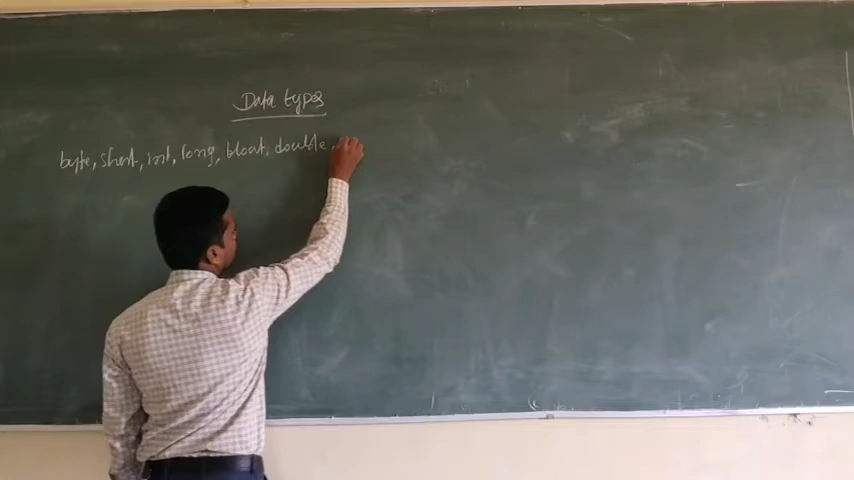 Data types
byte, short, int, long, float, double,